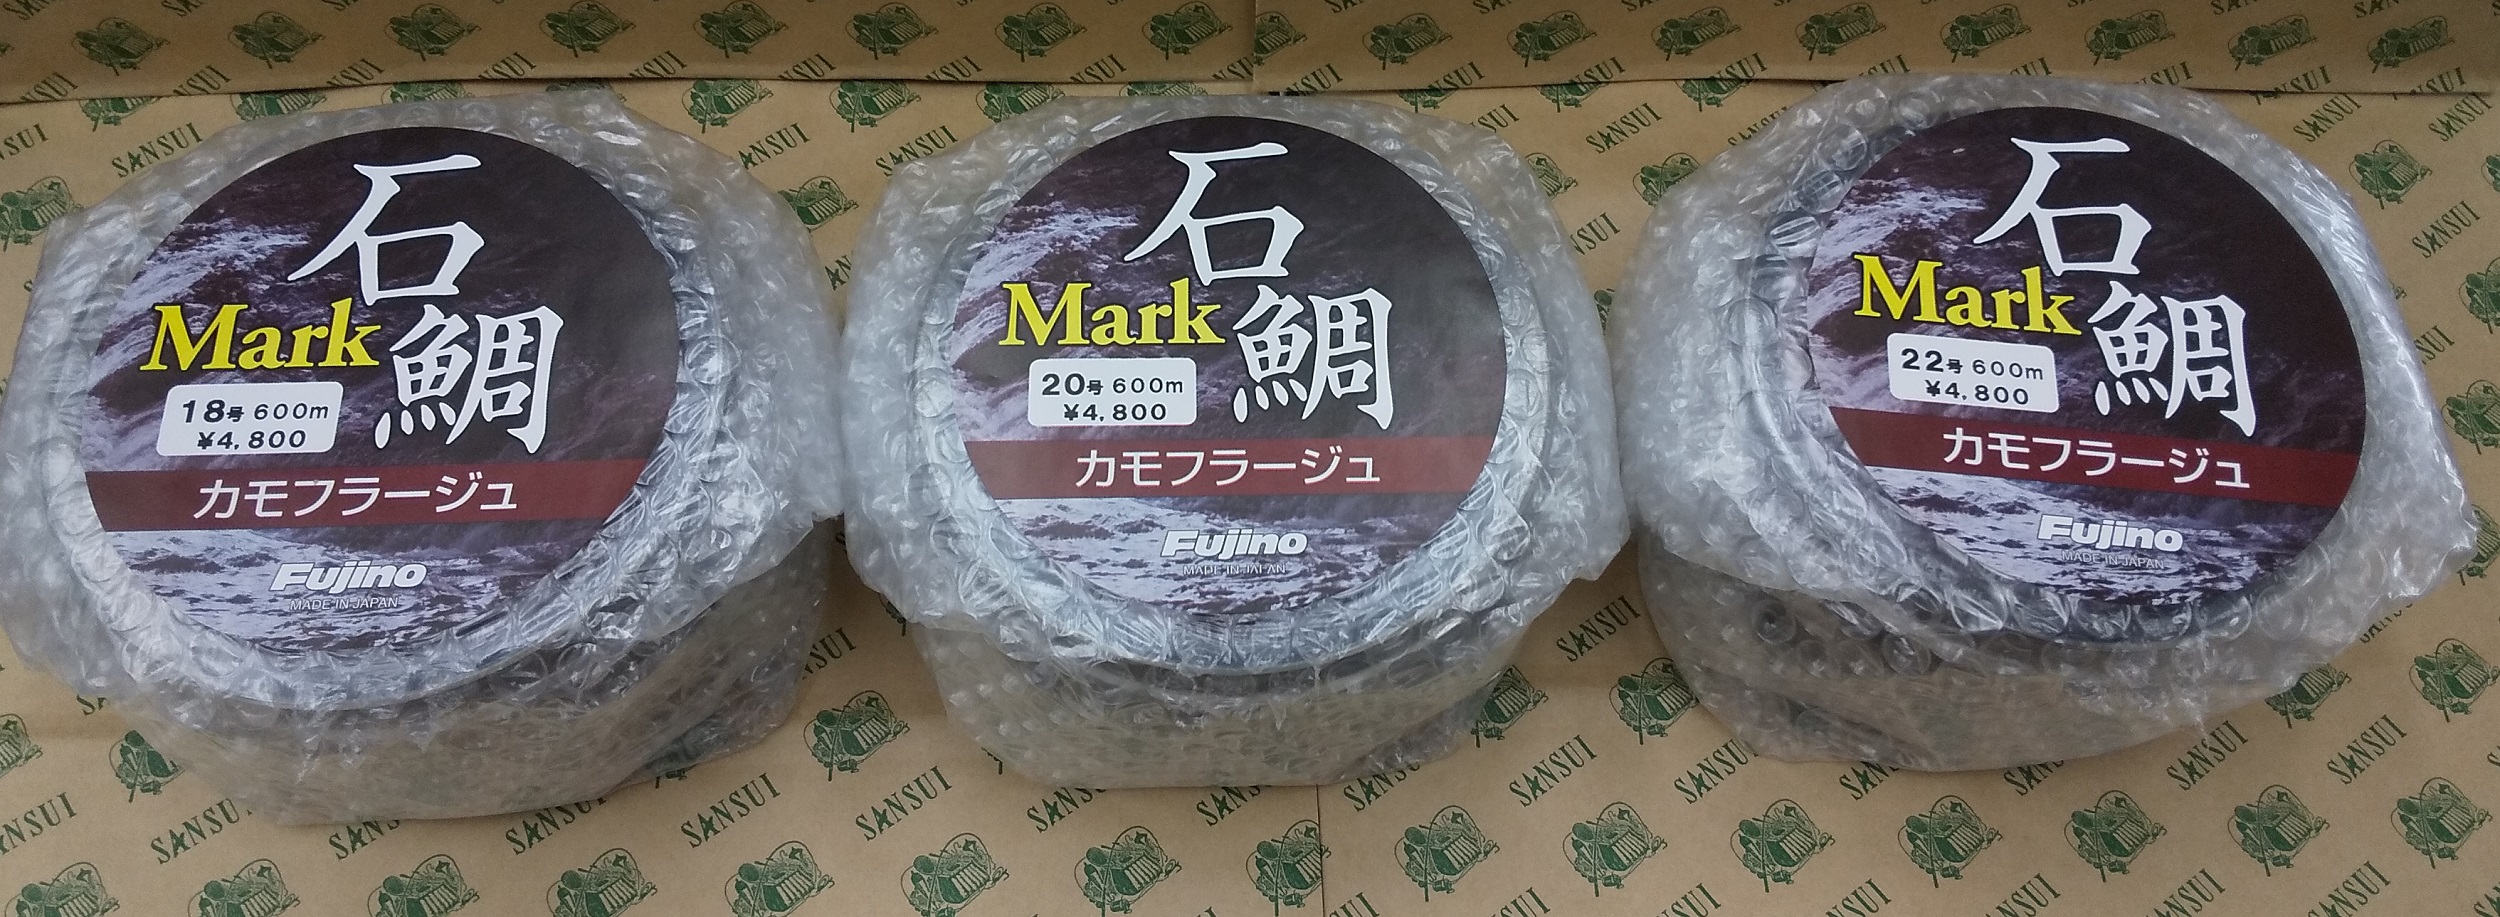 石鯛
Mark
18号 600m
¥4,800
カモフラージュ
Fujino
MADE IN JAPAN
石鯛
Mark
20号 600m
¥4,800
カモフラージュ
Fujino
MADE IN JAPAN
石鯛
Mark
22号 600m
¥4,800
カモフラージュ
Fujino
MADE IN JAPAN
SANSUI